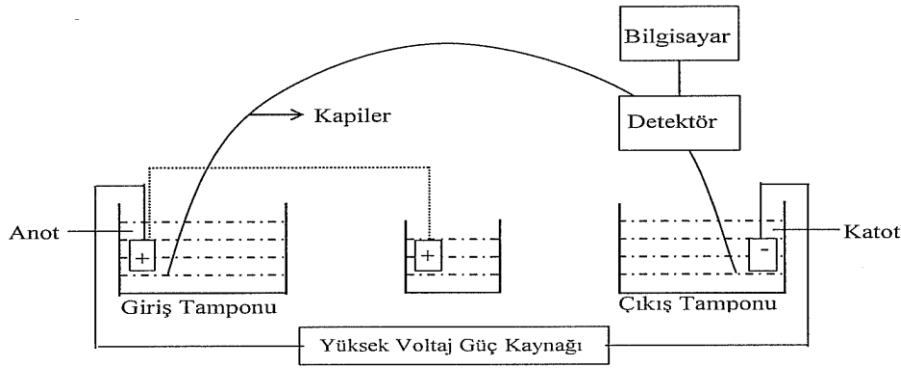 Bilgisayar
Kapiler
Detektör
Anot
+
+
-
Katot
Giriş Tamponu
Çıkış Tamponu
Yüksek Voltaj Güç Kaynağı